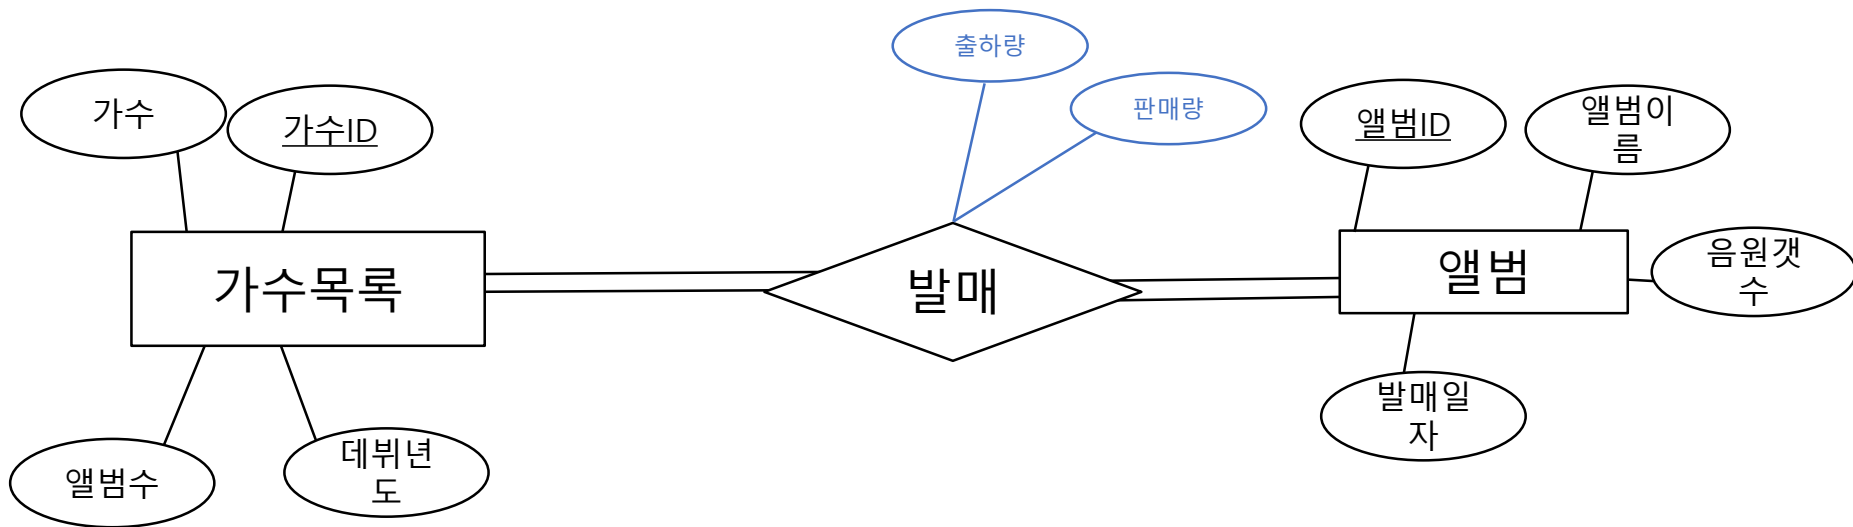 출하량
판매량
가수
가수ID
앨범ID
앨범이
름
가수목록
발매
앨범
음원갯
수
앨범수
데뷔년
도
발매일
자